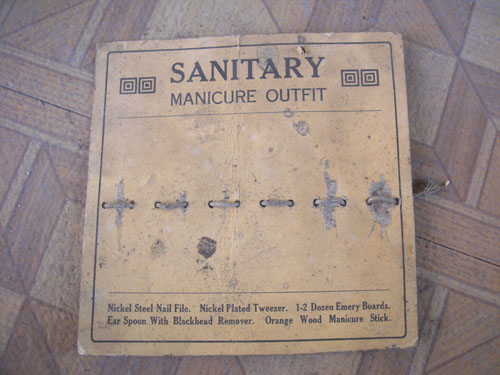 SANITARY
MANICURE OUTFIT
Nickel Steel Nail File. Nickel Plated Tweezer. 1-2 Dozen Emery Boards.
Ear Spoon With Blackhead Remover. Orange Wood Manicure Stick.